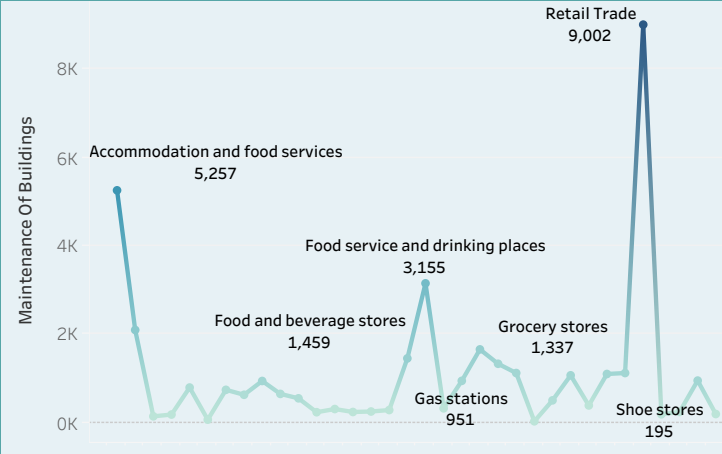 Retail Trade
9,002
8K
Accommodation and food services
5,257
6K
Food service and drinking places
3,155
4K
Food and beverage stores
1,459
Grocery stores
1,337
2K
Gas stations
951
Shoe stores
195
0K
Maintenance Of Buildings